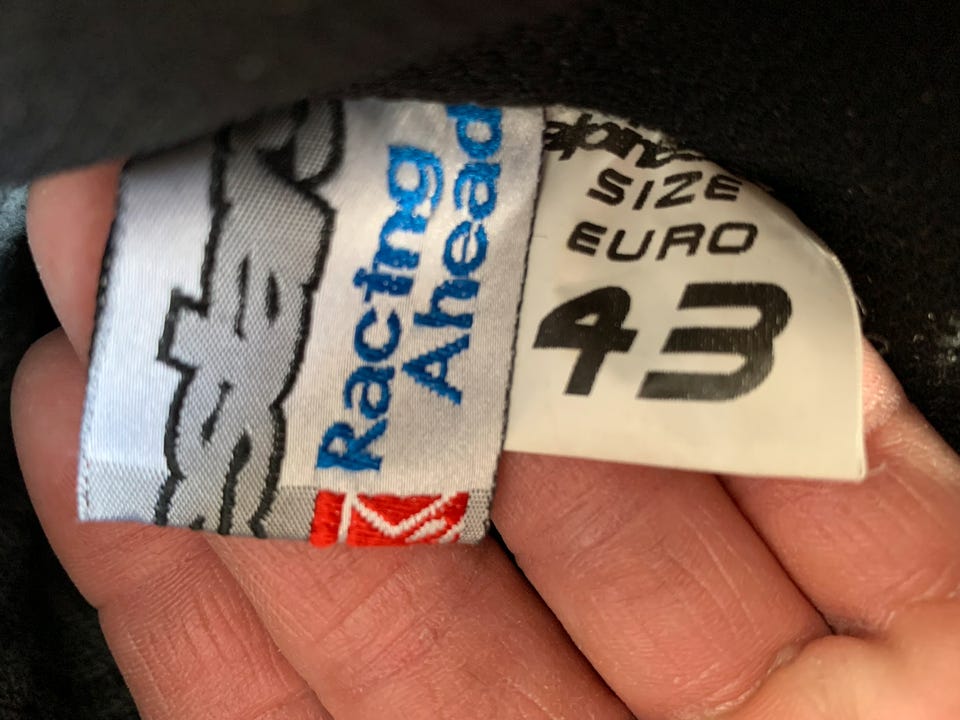 Racing
Ahead
SIZE
EURO
43